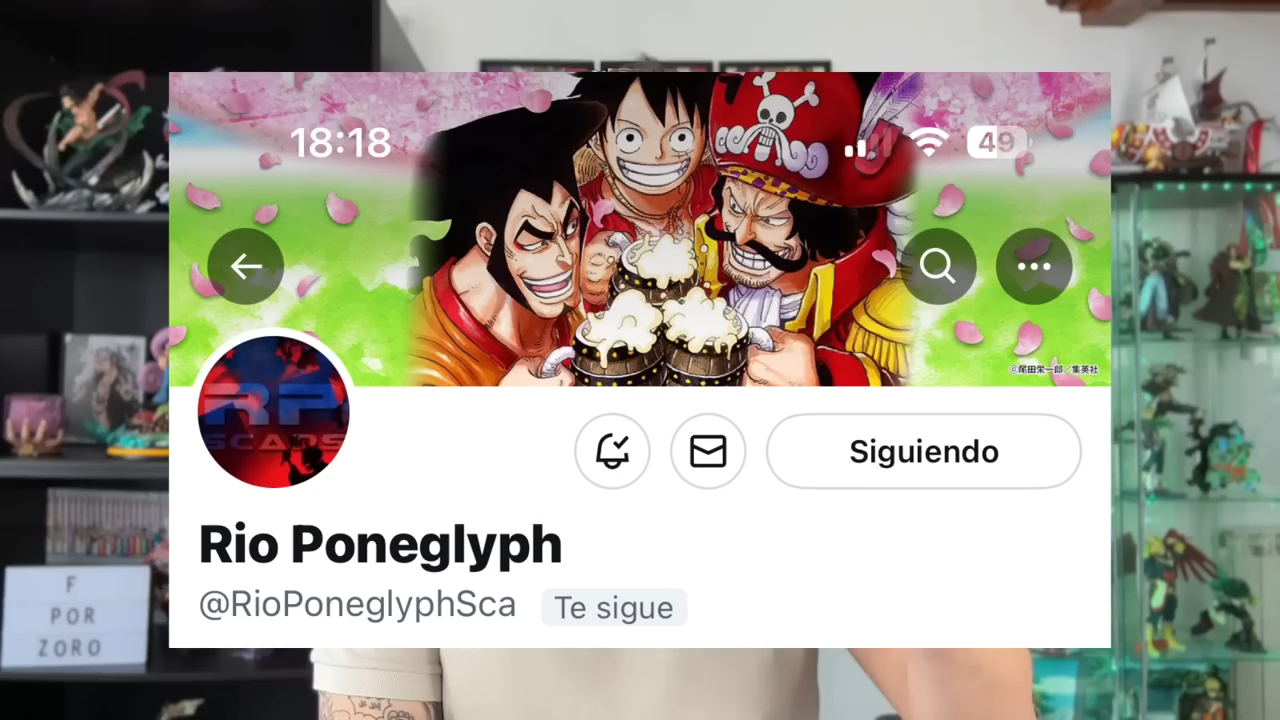 18:18
49
©尾田栄一郎／集英社
RP
SCANS
Siguiendo
Rio Poneglyph
@RioPoneglyphSca
Te sigue
F
POR
ZORO